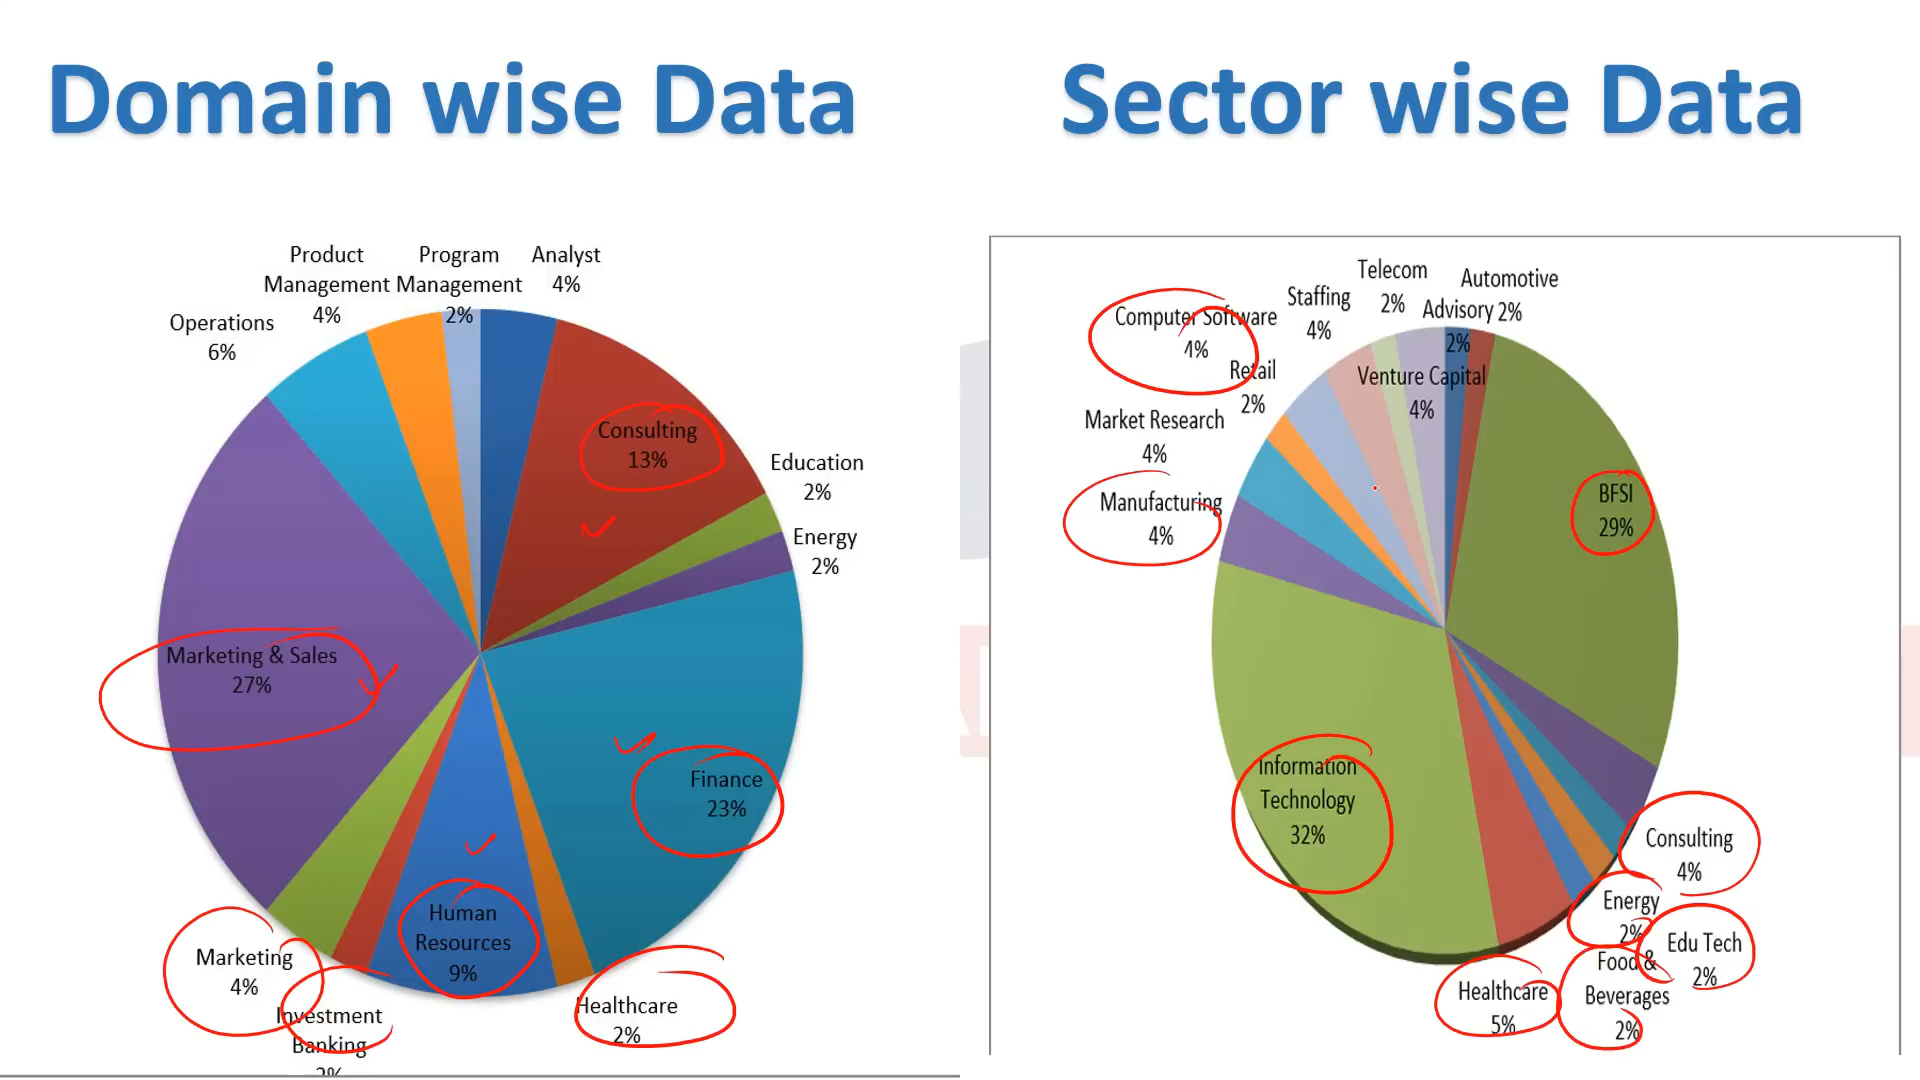 Domain wise Data
Sector wise Data
Product
Management
4%
Program
Management
2%
Analyst
4%
Operations
6%
Consulting
13%
Education
2%
Energy
2%
Marketing & Sales
27%
Finance
23%
Human
Resources
9%
Marketing
4%
Investment
Banking
2%
Healthcare
2%
Telecom
2%
Automotive
2%
Advisory
2%
Staffing
4%
Computer Software
4%
Retail
2%
Venture Capital
4%
Market Research
4%
Manufacturing
4%
BFSI
29%
Information
Technology
32%
Consulting
4%
Energy
2%
Edu Tech
2%
Food &
Beverages
2%
Healthcare
5%